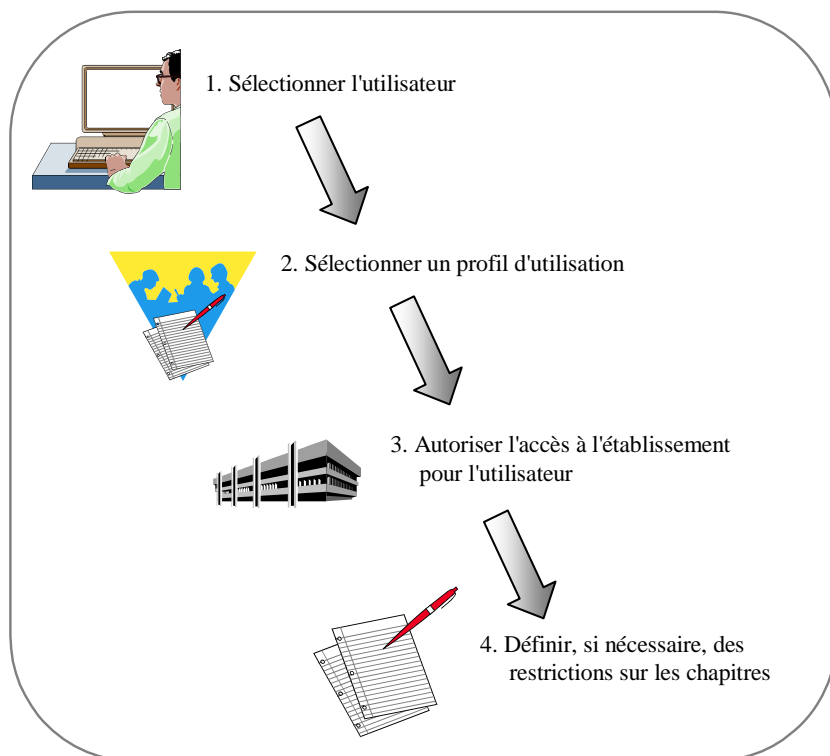 1. Sélectionner l'utilisateur
2. Sélectionner un profil d'utilisation
3. Autoriser l'accès à l'établissement
pour l'utilisateur
4. Définir, si nécessaire, des
restrictions sur les chapitres